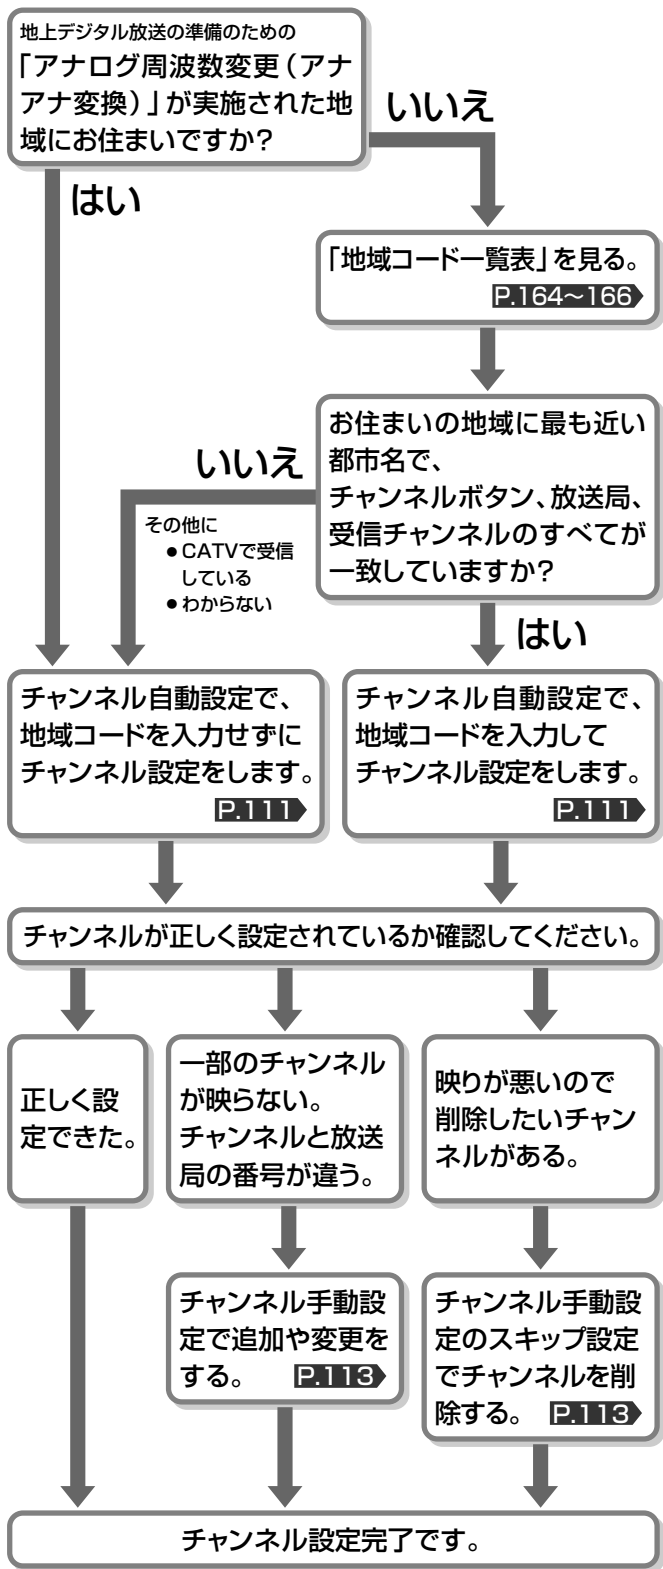 地上デジタル放送の準備のための
「アナログ周波数変更(アナ
アナ変換)」が実施された地
域にお住まいですか?
いいえ
はい
「地域コード一覧表」を見る。
P.164~166
お住まいの地域に最も近い
都市名で、
チャンネルボタン、放送局、
受信チャンネルのすべてが
一致していますか?
いいえ
その他に
●CATVで受信
している
●わからない
はい
チャンネル自動設定で、
地域コードを入力せずに
チャンネル設定をします。
P.111
チャンネル自動設定で、
地域コードを入力して
チャンネル設定をします。
P.111
チャンネルが正しく設定されているか確認してください。
正しく設
定できた。
一部のチャンネル
が映らない。
チャンネルと放送
局の番号が違う。
映りが悪いので
削除したいチャン
ネルがある。
チャンネル手動設
定で追加や変更を
する。 P.113
チャンネル手動設
定のスキップ設定
でチャンネルを削
除する。 P.113
チャンネル設定完了です。